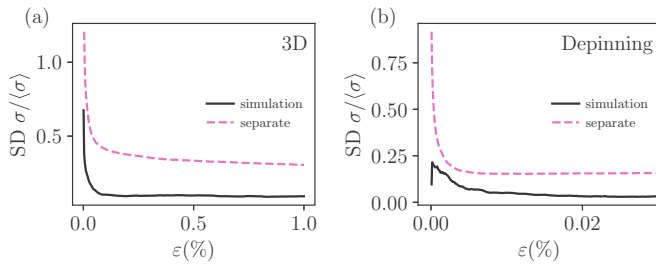 (a)
3D
SD σ/⟨σ⟩
1.0
0.5
simulation
separate
0.0
0.5
1.0
ε(%)
(b)
Depinning
SD σ/⟨σ⟩
0.75
0.50
0.25
0.00
simulation
separate
0.00
0.02
ε(%)